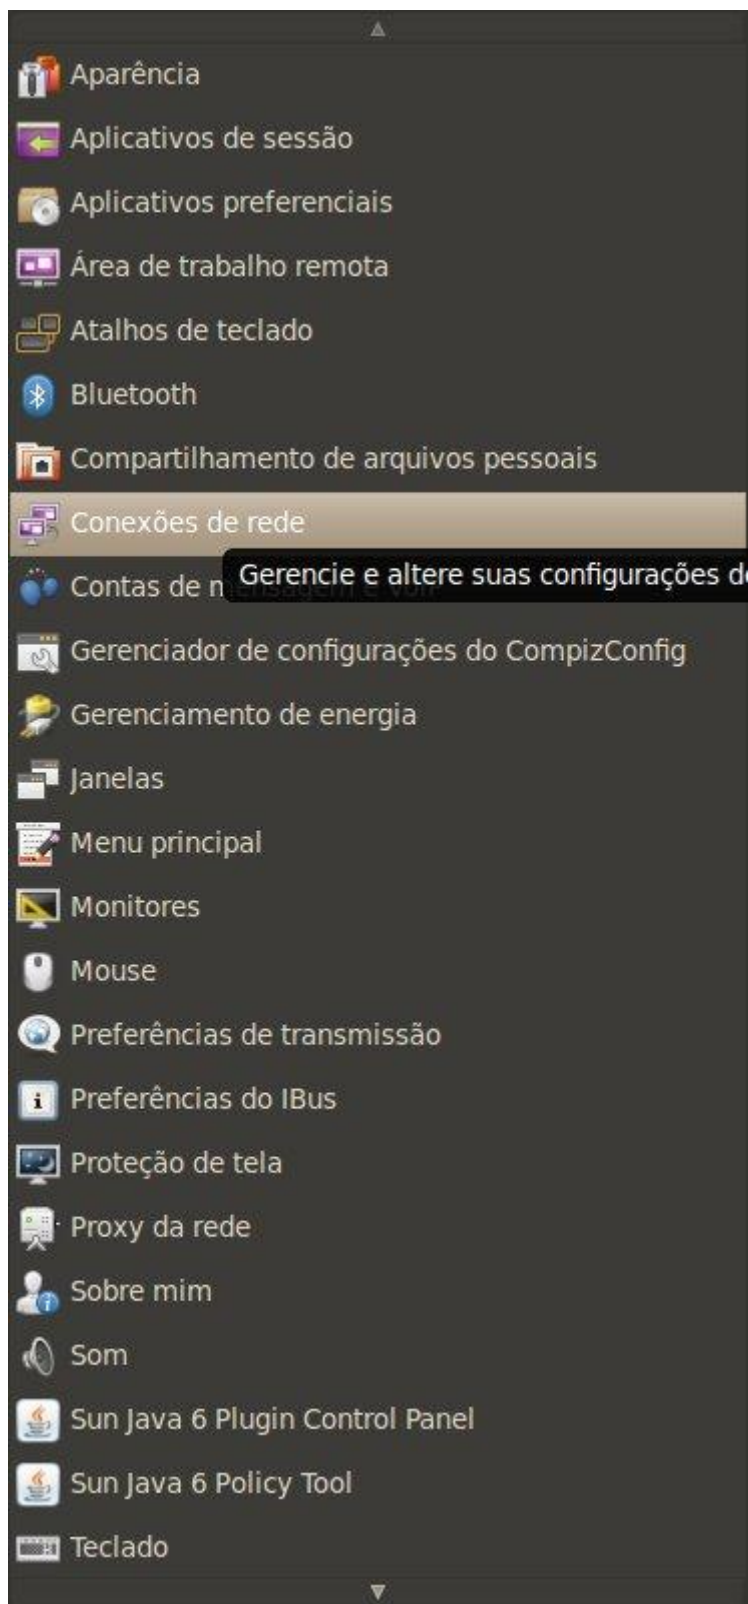 Aparência
Aplicativos de sessão
Aplicativos preferenciais
Área de trabalho remota
Atalhos de teclado
Bluetooth
Compartilhamento de arquivos pessoais
Conexões de rede
Gerencie e altere suas configurações de
Contas de mensagem e VoIP
Gerenciador de configurações do CompizConfig
Gerenciamento de energia
Janelas
Menu principal
Monitores
Mouse
Preferências de transmissão
Preferências do IBus
Proteção de tela
Proxy da rede
Sobre mim
Som
Sun Java 6 Plugin Control Panel
Sun Java 6 Policy Tool
Teclado